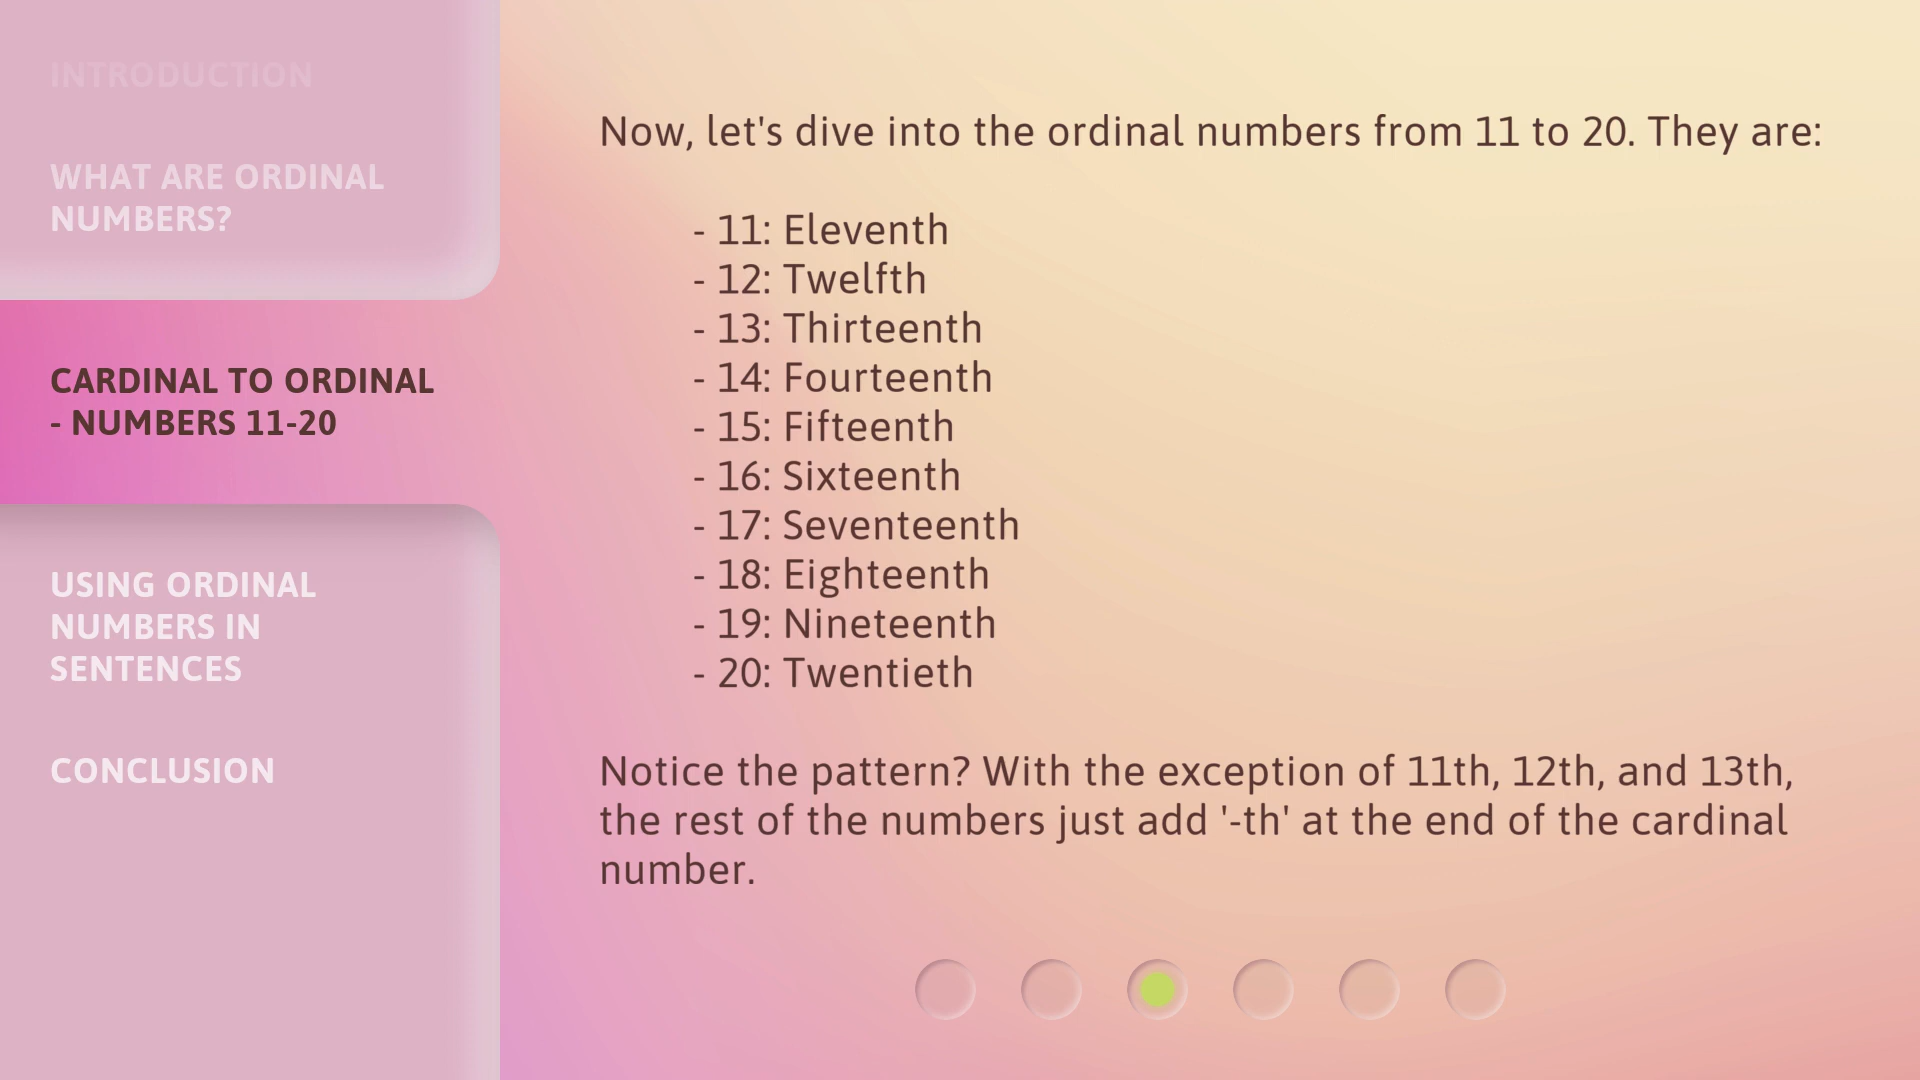 INTRODUCTION
WHAT ARE ORDINAL
NUMBERS?
CARDINAL TO ORDINAL
- NUMBERS 11-20
USING ORDINAL
NUMBERS IN
SENTENCES
CONCLUSION
Now, let's dive into the ordinal numbers from 11 to 20. They are:
- 11: Eleventh
- 12: Twelfth
- 13: Thirteenth
- 14: Fourteenth
- 15: Fifteenth
- 16: Sixteenth
- 17: Seventeenth
- 18: Eighteenth
- 19: Nineteenth
- 20: Twentieth
Notice the pattern? With the exception of 11th, 12th, and 13th,
the rest of the numbers just add '-th' at the end of the cardinal
number.